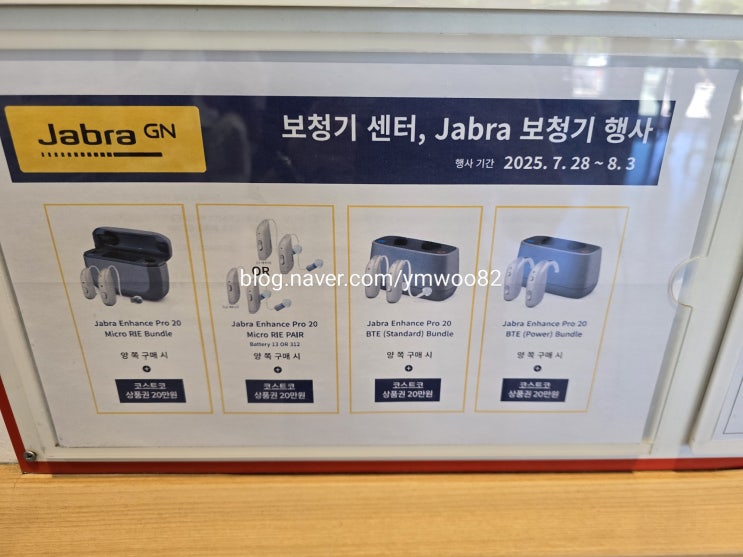 Jabra GN
보청기 센터, Jabra 보청기 행사
행사 기간 2025. 7. 28 ~ 8. 3
blog.naver.com/ymwoo82
Jabra Enhance Pro 20
Micro RIE Bundle
양 쪽 구매 시
+
코스트코
상품권 20만원
OR
Jabra Enhance Pro 20
Micro RIE PAIR
Battery 13 OR 312
양 쪽 구매 시
+
코스트코
상품권 20만원
Jabra Enhance Pro 20
BTE (Standard) Bundle
양 쪽 구매 시
+
코스트코
상품권 20만원
Jabra Enhance Pro 20
BTE (Power) Bundle
양 쪽 구매 시
+
코스트코
상품권 20만원